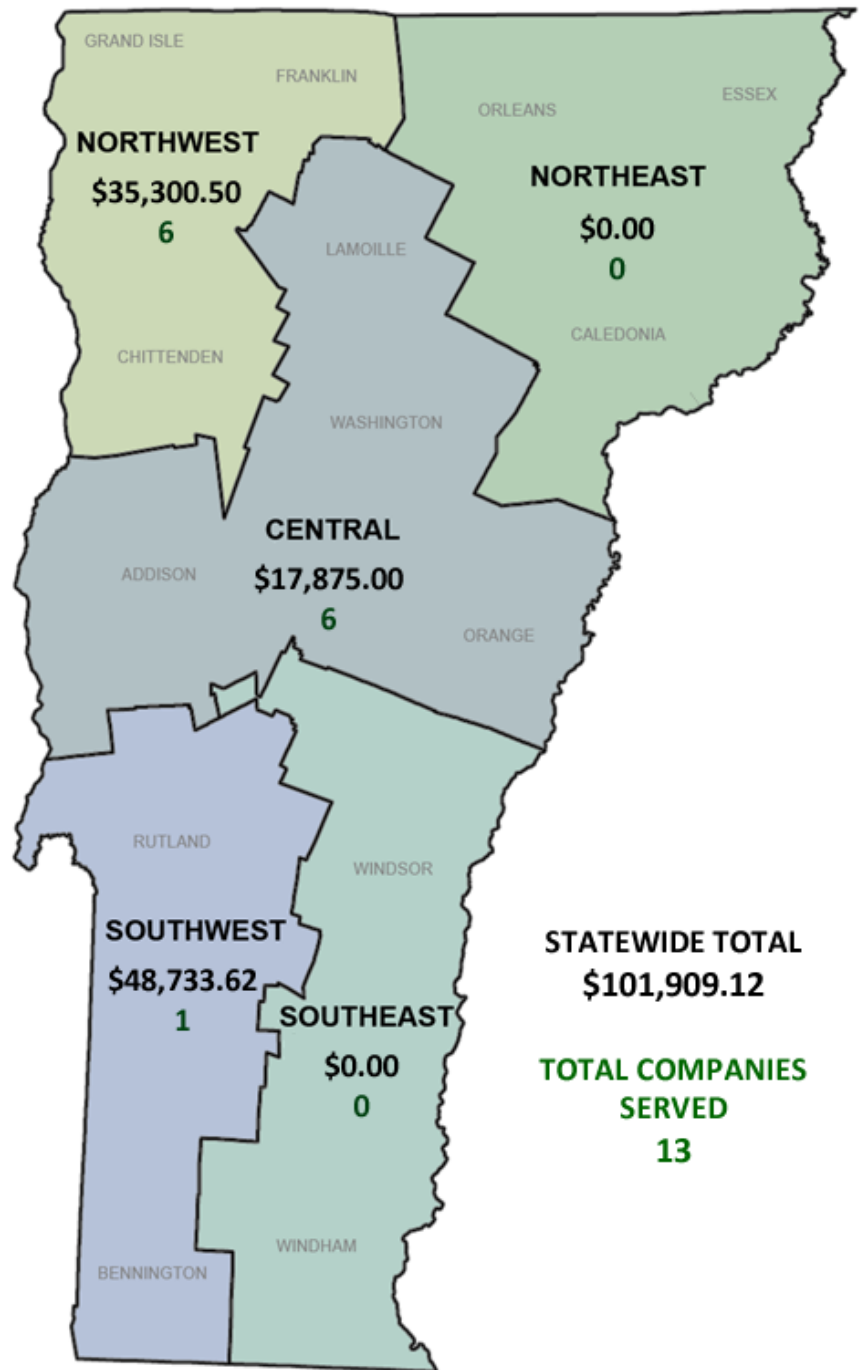 GRAND ISLE
FRANKLIN
ORLEANS
ESSEX
NORTHWEST
$35,300.50
6
NORTHEAST
$0.00
0
LAMOILLE
CALEDONIA
CHITTENDEN
WASHINGTON
CENTRAL
$17,875.00
6
ADDISON
ORANGE
RUTLAND
WINDSOR
SOUTHWEST
$48,733.62
1
SOUTHEAST
$0.00
0
STATEWIDE TOTAL
$101,909.12
TOTAL COMPANIES
SERVED
13
WINDHAM
BENNINGTON